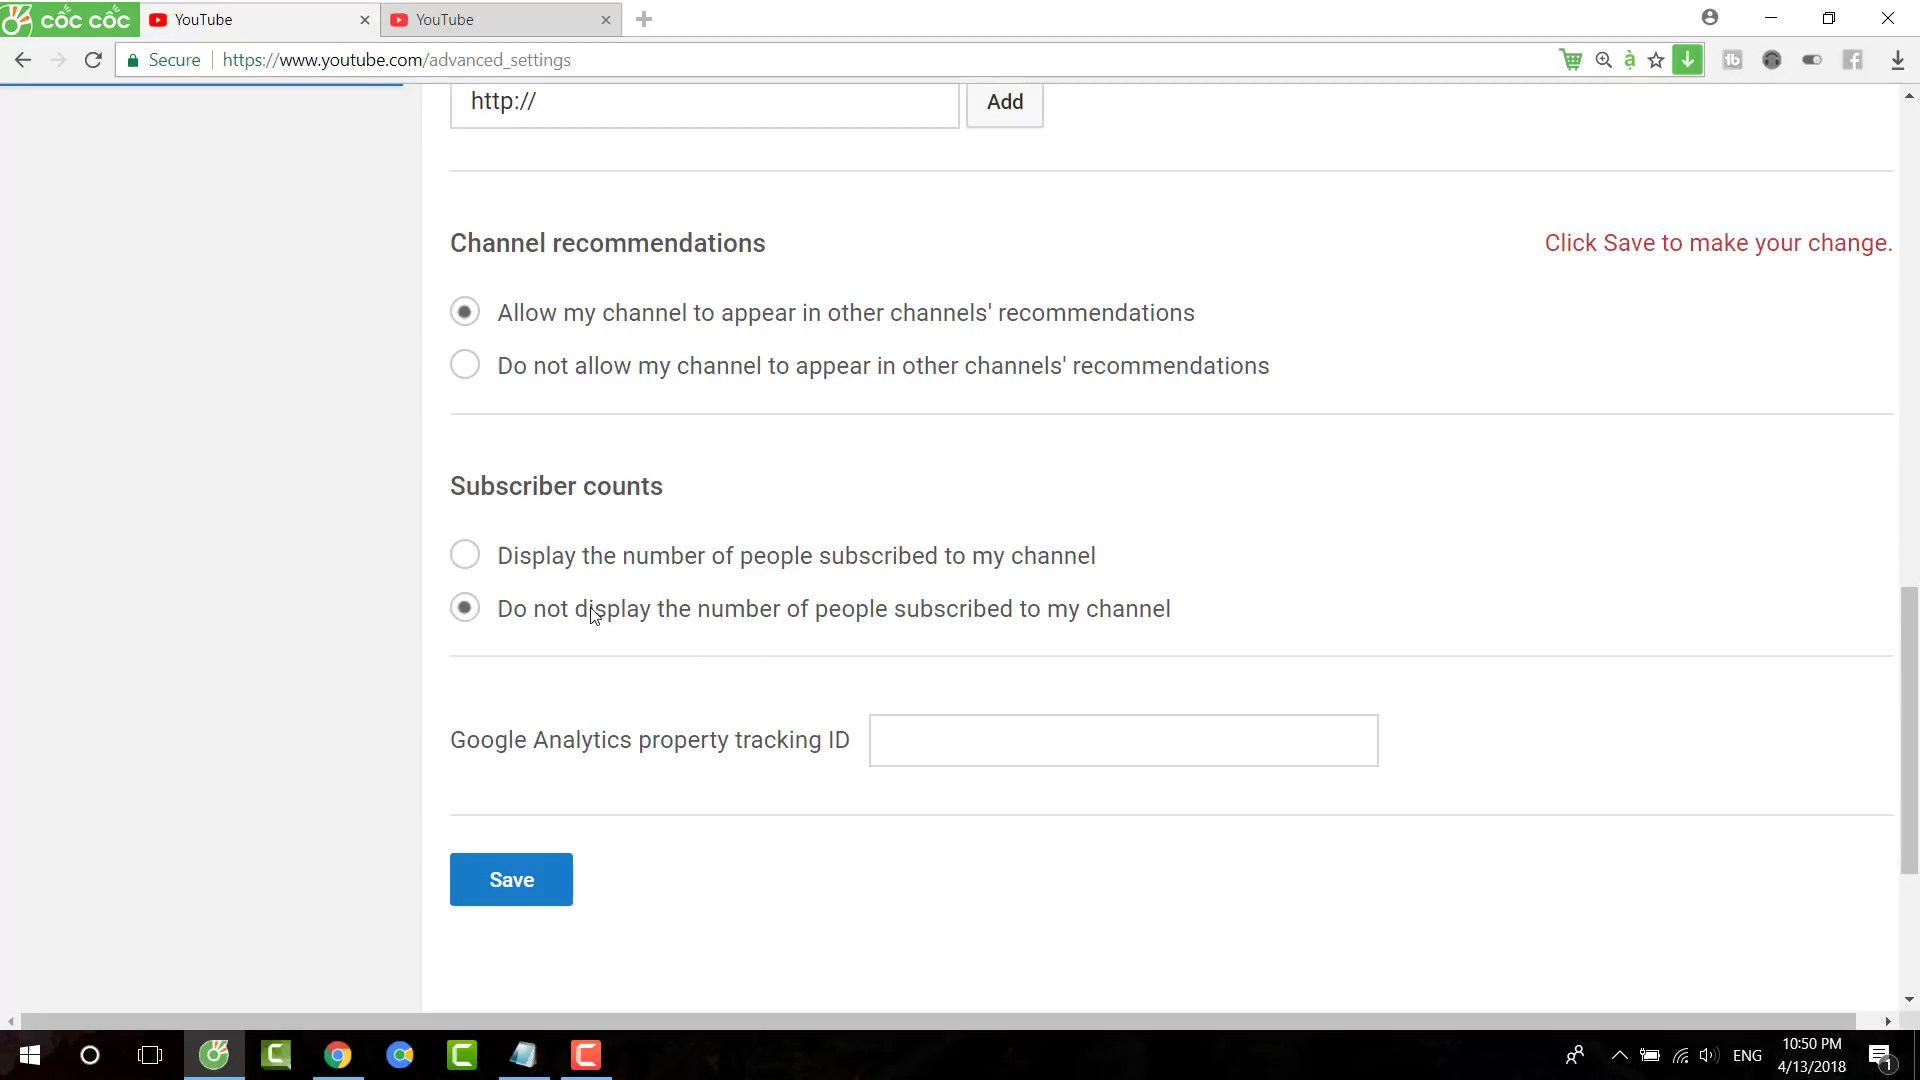 cốc cốc
YouTube
YouTube
Secure
https://www.youtube.com/advanced_settings
http://
Add
Channel recommendations
Click Save to make your change.
Allow my channel to appear in other channels' recommendations
Do not allow my channel to appear in other channels' recommendations
Subscriber counts
Display the number of people subscribed to my channel
Do not display the number of people subscribed to my channel
Google Analytics property tracking ID
Save
ENG
10:50 PM
4/13/2018
1